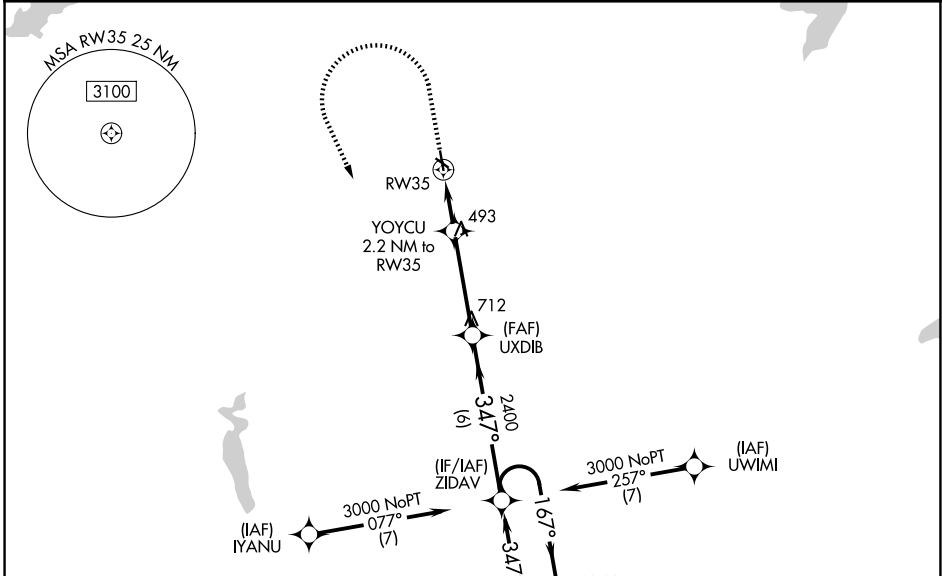 MSA RW35 25 NM
3100
RW35
YOYCU
2.2 NM to
RW35
493
712
(FAF)
UXDIB
2400
347°
(6)
(IF/IAF)
ZIDAV
3000 NoPT
257°
(7)
(IAF)
UWIMI
3000 NoPT
077°
(7)
(IAF)
IYANU
167°
347